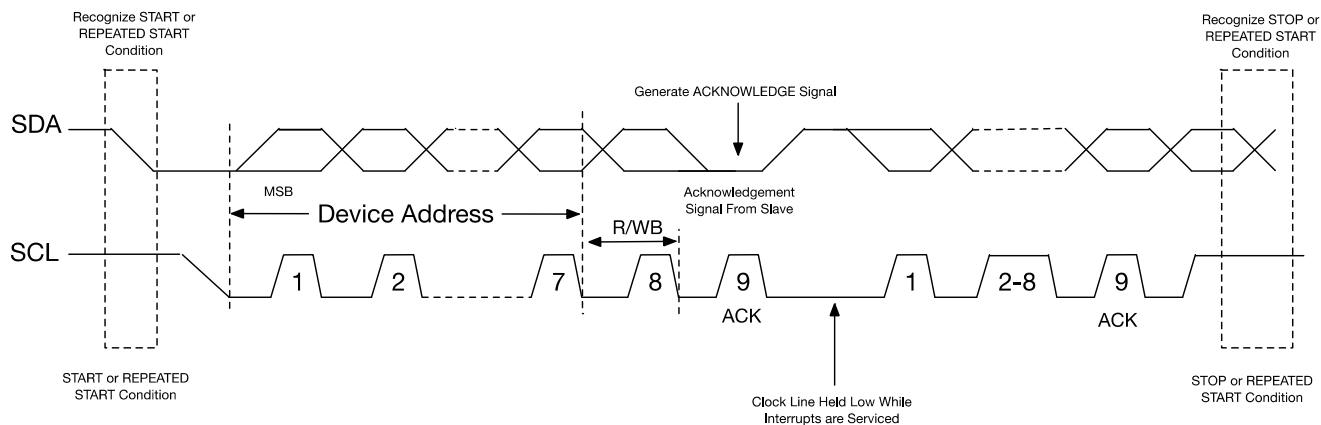 Recognize START or
REPEATED START
Condition
Recognize STOP or
REPEATED START
Condition
Generate ACKNOWLEDGE Signal
SDA
MSB
Acknowledgement
Signal From Slave
Device Address
R/WB
SCL
1
2
7
8
9
1
2-8
9
ACK
ACK
START or REPEATED
START Condition
STOP or REPEATED
START Condition
Clock Line Held Low While
Interrupts are Serviced